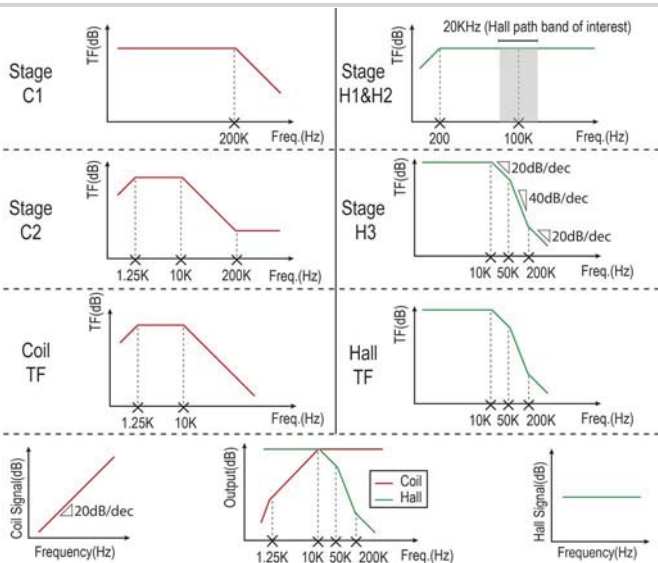 Stage
C1
TF(dB)
200K
Freq.(Hz)
Stage
H1&H2
TF(dB)
20KHz (Hall path band of interest)
200
100K
Freq.(Hz)
Stage
C2
TF(dB)
1.25K
10K
200K
Freq.(Hz)
Stage
H3
TF(dB)
20dB/dec
40dB/dec
20dB/dec
10K
50K
200K
Freq.(Hz)
Coil
TF
TF(dB)
1.25K
10K
Freq.(Hz)
Hall
TF
TF(dB)
10K
50K
200K
Freq.(Hz)
Coil Signal(dB)
20dB/dec
Frequency(Hz)
Output(dB)
Coil
Hall
1.25K
10K
50K
200K
Freq.(Hz)
Hall Signal(dB)
Frequency(Hz)